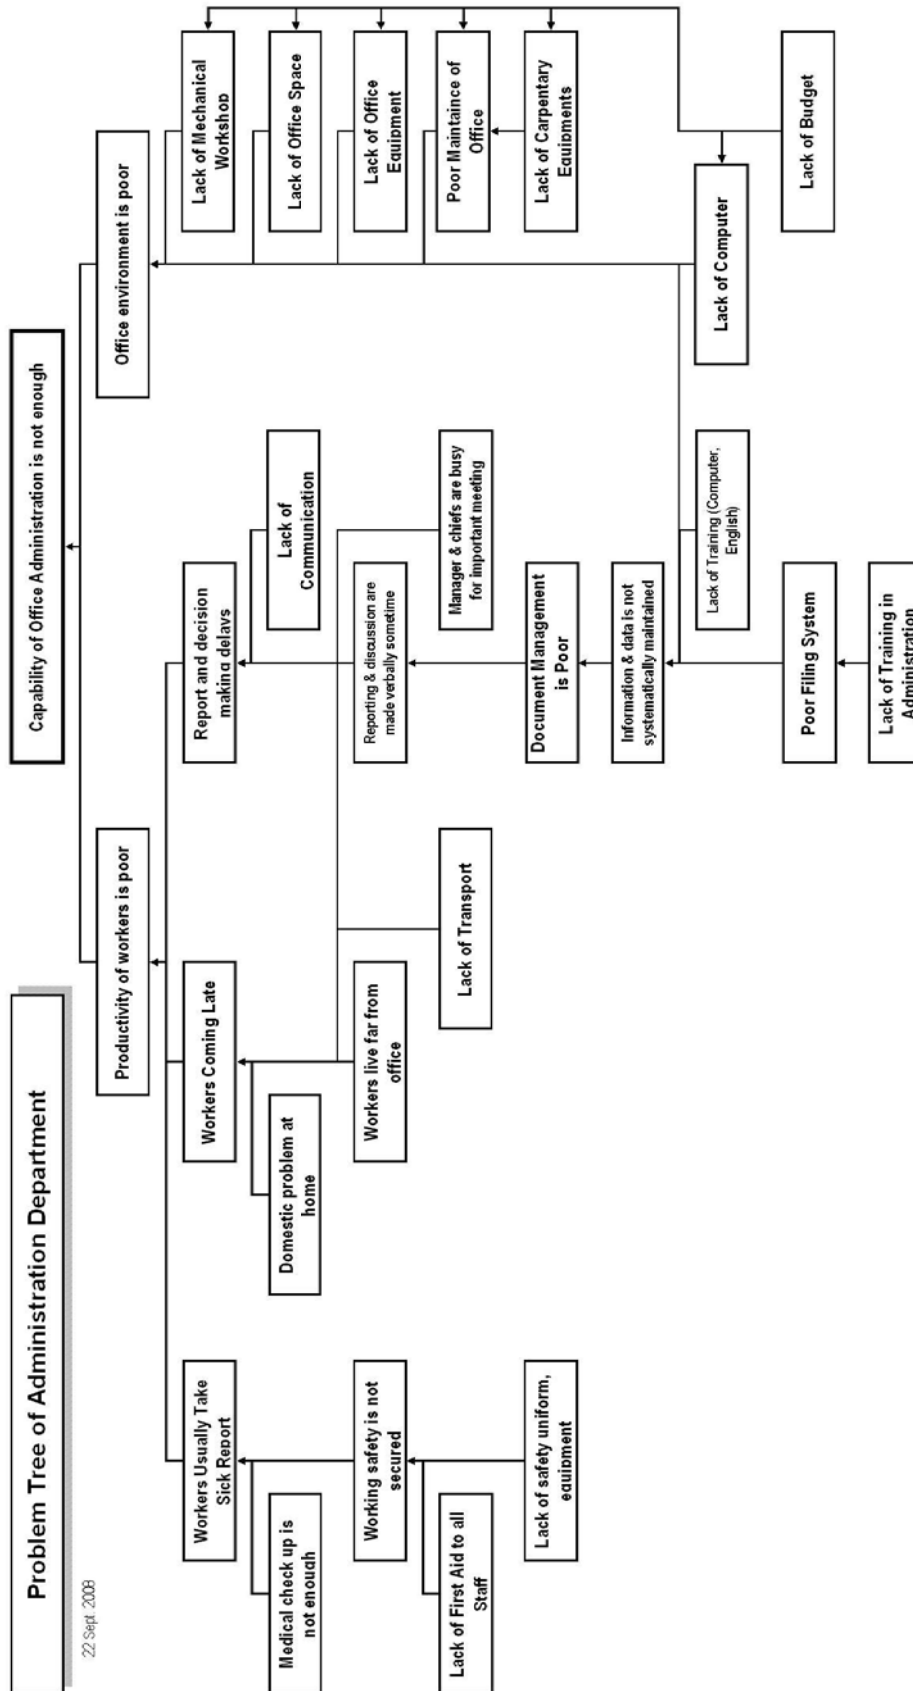 Problem Tree of Administration Department
22 Sept. 2008
Capability of Office Administration is not enough
Productivity of workers is poor
Office environment is poor
Workers Usually Take
Sick Report
Workers Coming Late
Report and decision
making delays
Lack of Mechanical
Workshop
Medical check up is
not enough
Domestic problem at
home
Lack of
Communication
Lack of Office Space
Working safety is not
secured
Workers live far from
office
Reporting & discussion are
made verbally sometime
Lack of Office
Equipment
Lack of First Aid to all
Staff
Lack of Transport
Manager & chiefs are busy
for important meeting
Poor Maintaince of
Office
Lack of safety uniform,
equipment
Document Management
is Poor
Lack of Carpentary
Equipments
Information & data is not
systematically maintained
Lack of Training (Computer,
English)
Lack of Computer
Poor Filing System
Lack of Budget
Lack of Training in
Administration